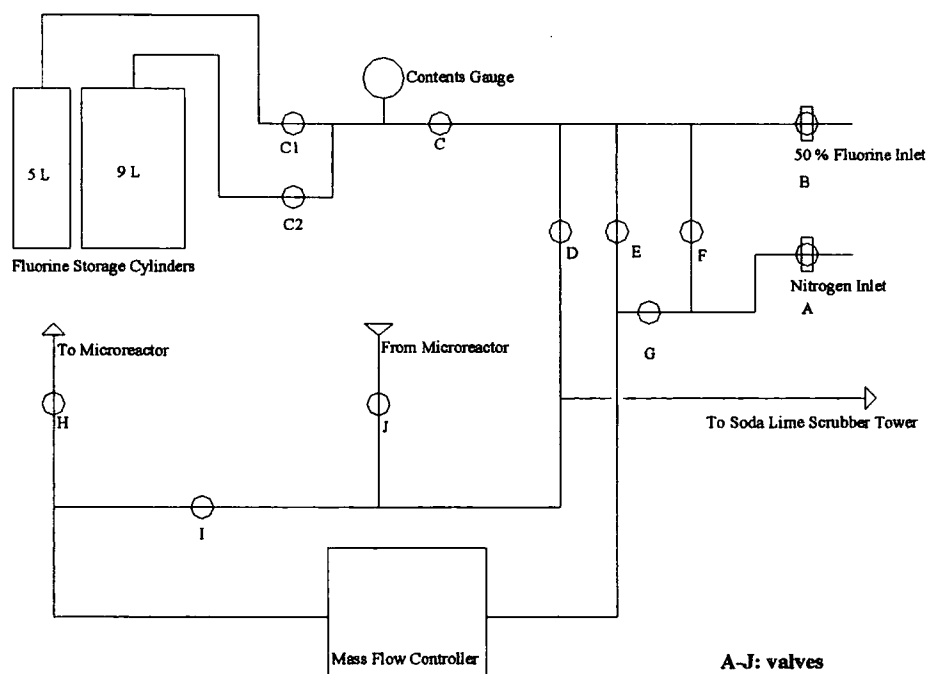 Contents Gauge
C1
C
5 L
9 L
50 % Fluorine Inlet
B
C2
D
E
F
Fluorine Storage Cylinders
Nitrogen Inlet
A
To Microreactor
From Microreactor
G
H
J
To Soda Lime Scrubber Tower
I
Mass Flow Controller
A-J: valves